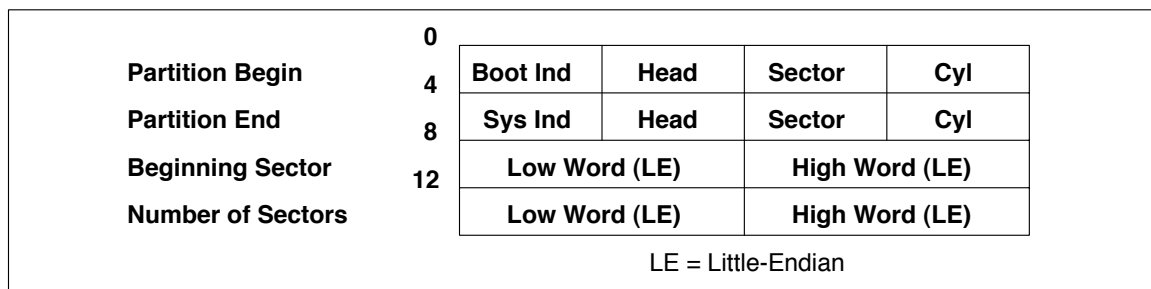 0
Partition Begin Boot Ind Head Sector Cyl
4
Partition End Sys Ind Head Sector Cyl
8
Beginning Sector Low Word (LE) High Word (LE)
12
Number of Sectors Low Word (LE) High Word (LE)
LE = Little-Endian